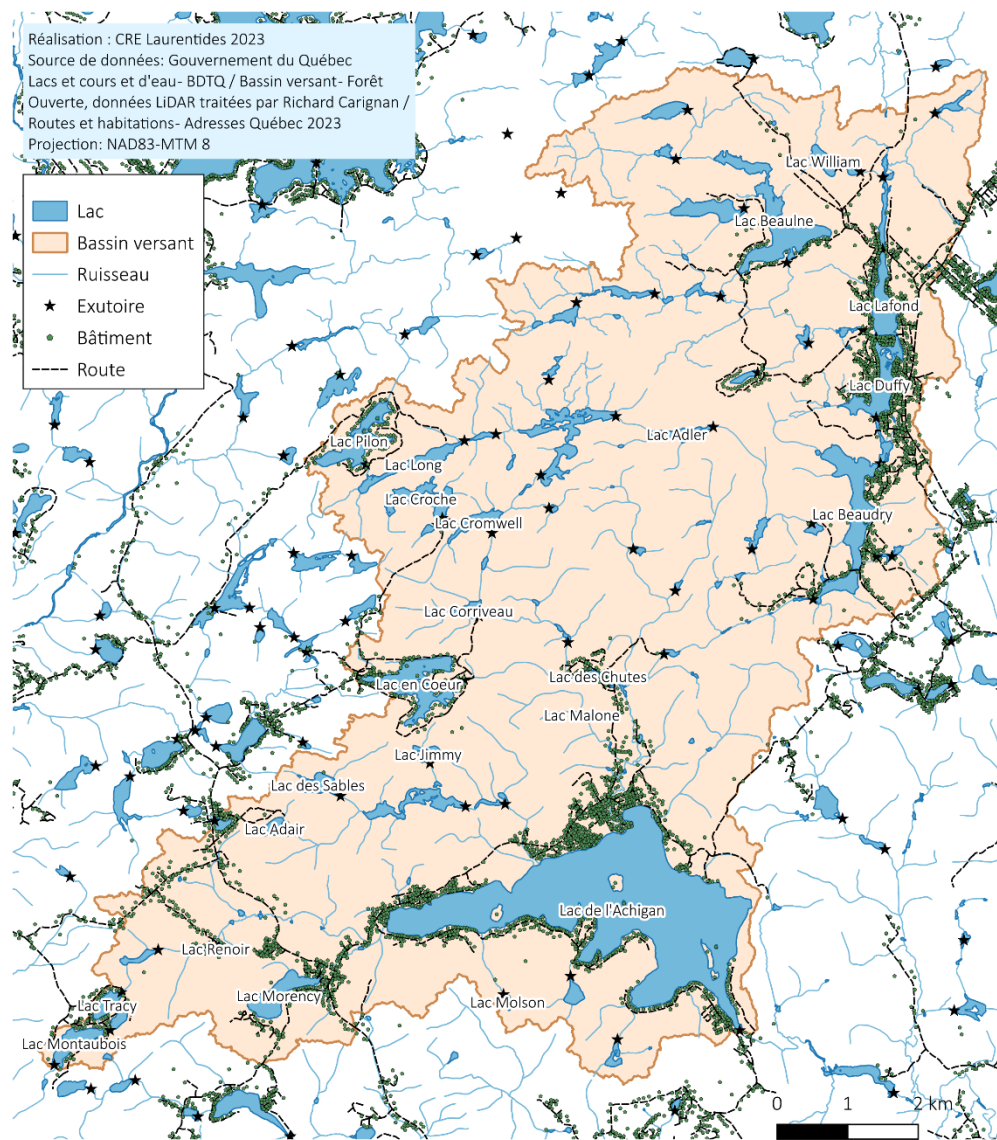 Réalisation : CRE Laurentides 2023
Source de données: Gouvernement du Québec
Lacs et cours et d'eau- BDTQ / Bassin versant- Forêt
Ouverte, données LiDAR traitées par Richard Carignan /
Routes et habitations- Adresses Québec 2023
Projection: NAD83-MTM 8
Lac
Bassin versant
Ruisseau
Exutoire
Bâtiment
Route
Lac William
Lac Beaulne
Lac Lafond
Lac Duffy
Lac Adler
Lac Pilon
Lac Long
Lac Croche
Lac Cromwell
Lac Beaudry
Lac Corriveau
Lac en Coeur
Lac des Chutes
Lac Malone
Lac Jimmy
Lac des Sables
Lac Adair
Lac de l'Achigan
Lac Renoir
Lac Morency
Lac Molson
Lac Tracy
Lac Montaubois
0 1 2 km